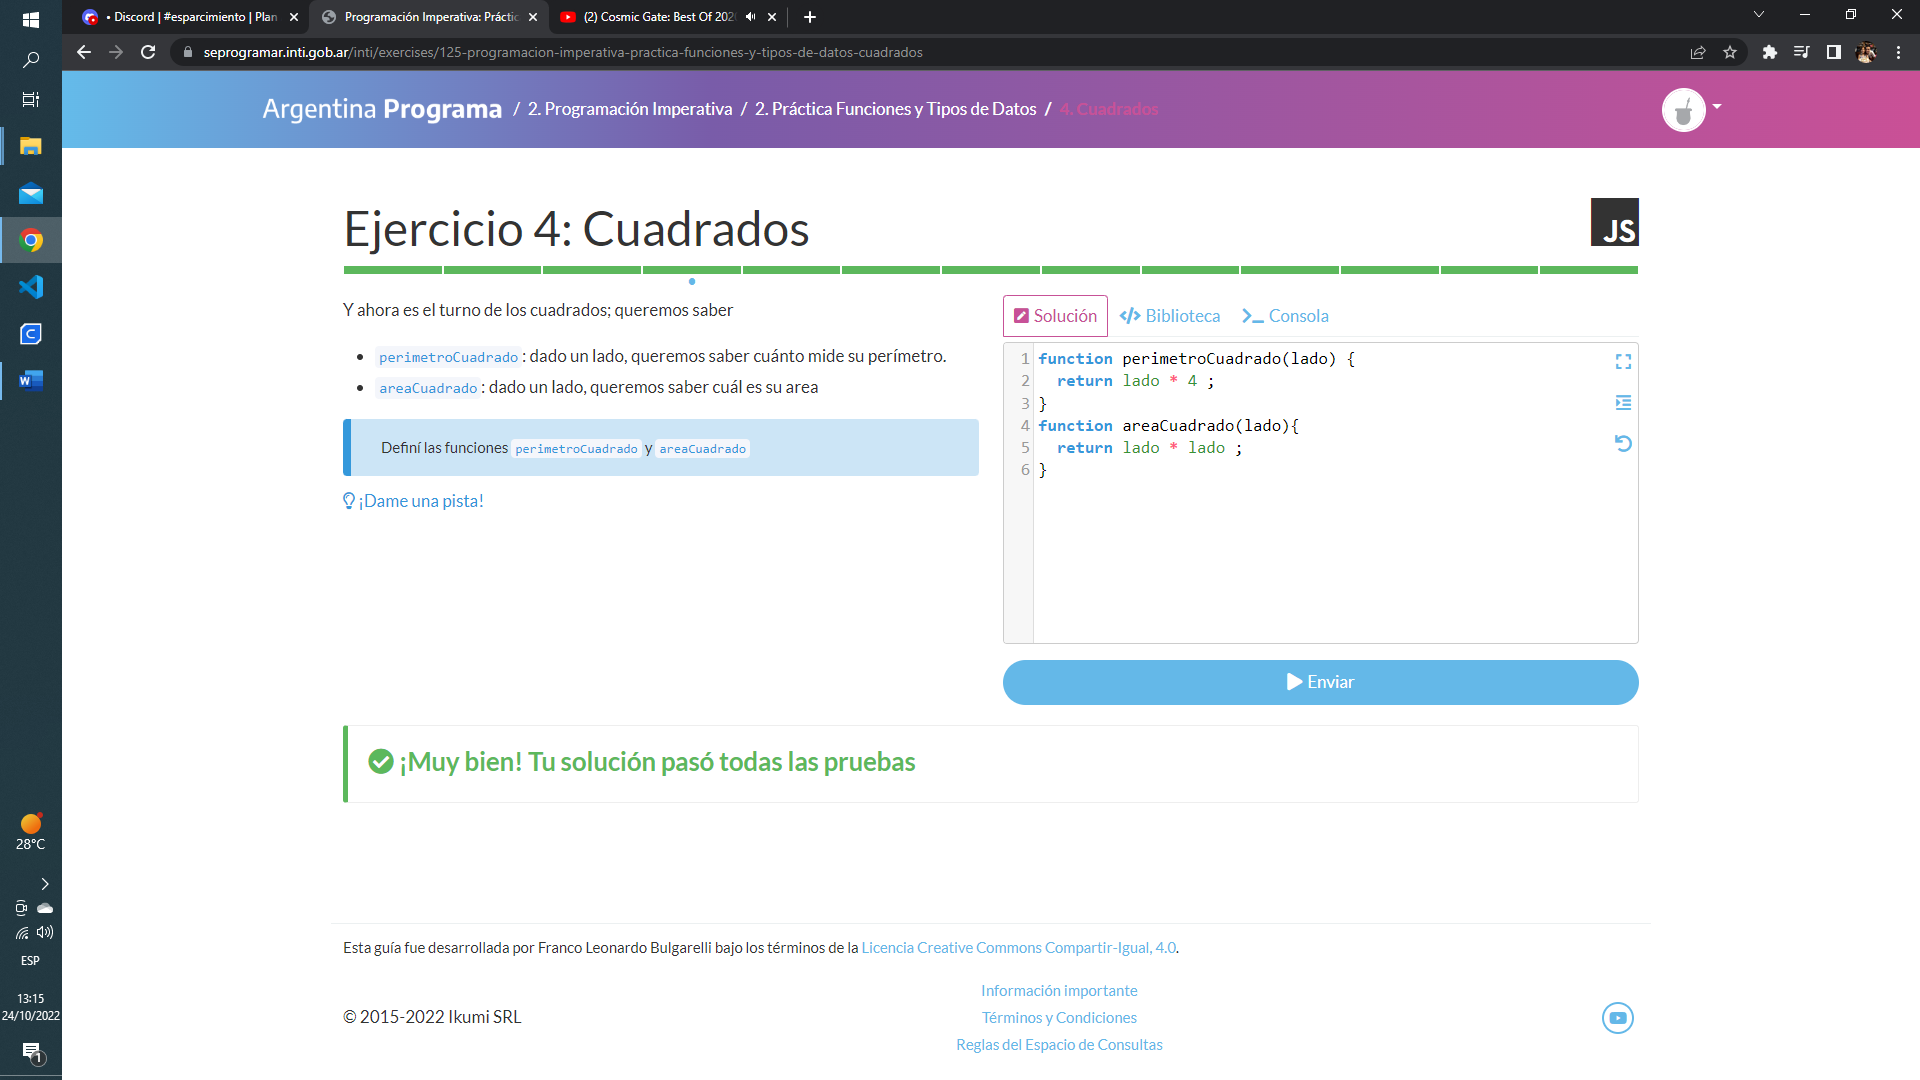 • Discord | #esparcimiento | Plan
Programación Imperativa: Práctic
(2) Cosmic Gate: Best Of 202
seprogramar.inti.gob.ar/inti/exercises/125-programacion-imperativa-practica-funciones-y-tipos-de-datos-cuadrados
Argentina Programa / 2. Programación Imperativa / 2. Práctica Funciones y Tipos de Datos / 4. Cuadrados
Ejercicio 4: Cuadrados
JS
Y ahora es el turno de los cuadrados; queremos saber
• perimetroCuadrado: dado un lado, queremos saber cuánto mide su perímetro.
• areaCuadrado: dado un lado, queremos saber cuál es su area
Definí las funciones perimetroCuadrado y areaCuadrado
¡Dame una pista!
Solución
Biblioteca
Consola
1 function perimetroCuadrado(lado) {
2   return lado * 4 ;
3 }
4 function areaCuadrado(lado){
5   return lado * lado ;
6 }
Enviar
¡Muy bien! Tu solución pasó todas las pruebas
Esta guía fue desarrollada por Franco Leonardo Bulgarelli bajo los términos de la Licencia Creative Commons Compartir-Igual, 4.0.
© 2015-2022 Ikumi SRL
Información importante
Términos y Condiciones
Reglas del Espacio de Consultas
28°C
ESP
13:15
24/10/2022
1